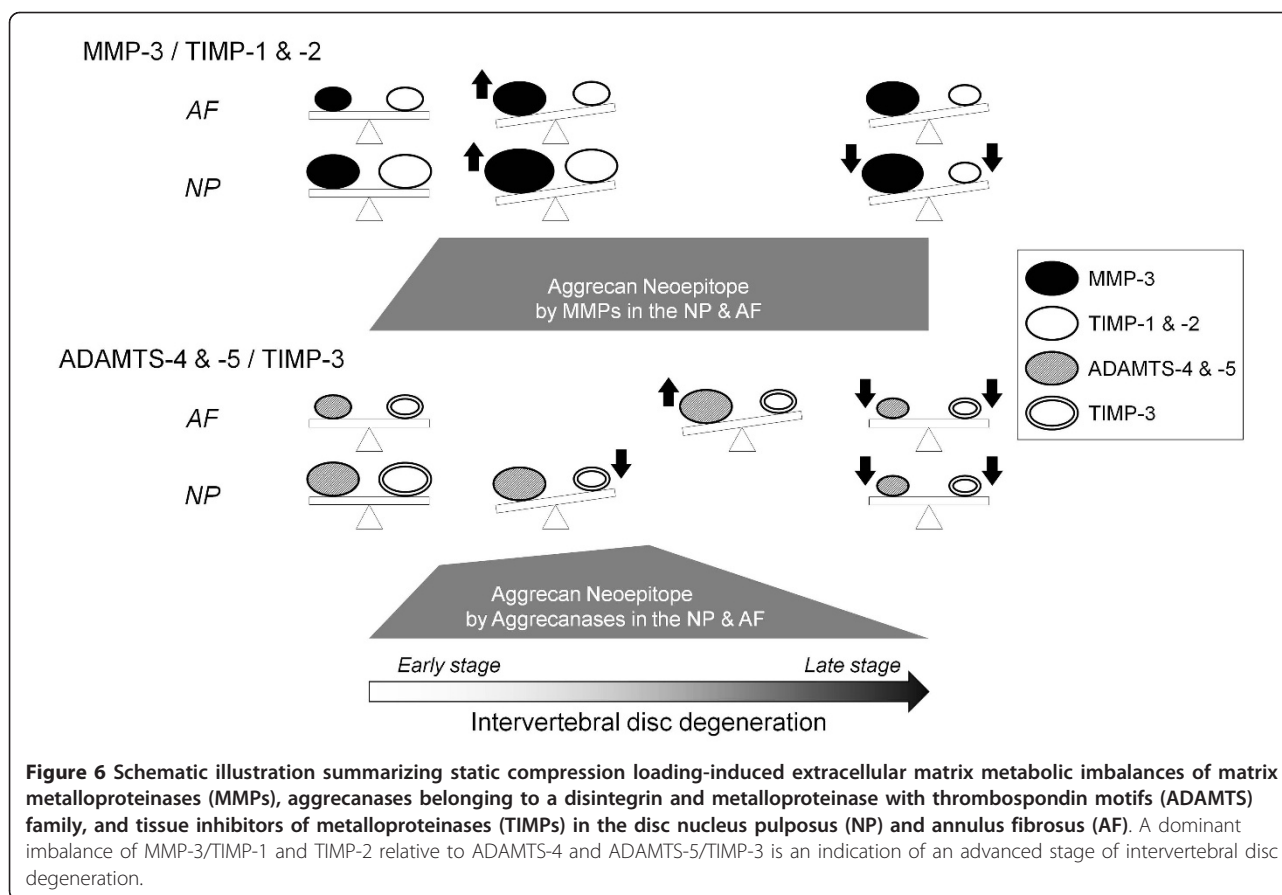 MMP-3 / TIMP-1 & -2
AF
NP
Aggrecan Neoepitope
by MMPs in the NP & AF
MMP-3
TIMP-1 & -2
ADAMTS-4 & -5
TIMP-3
ADAMTS-4 & -5 / TIMP-3
AF
NP
Aggrecan Neoepitope
by Aggrecanases in the NP & AF
Early stage
Late stage
Intervertebral disc degeneration
Figure 6 Schematic illustration summarizing static compression loading-induced extracellular matrix metabolic imbalances of matrix
metalloproteinases (MMPs), aggrecanases belonging to a disintegrin and metalloproteinase with thrombospondin motifs (ADAMTS)
family, and tissue inhibitors of metalloproteinases (TIMPs) in the disc nucleus pulposus (NP) and annulus fibrosus (AF). A dominant
imbalance of MMP-3/TIMP-1 and TIMP-2 relative to ADAMTS-4 and ADAMTS-5/TIMP-3 is an indication of an advanced stage of intervertebral disc
degeneration.